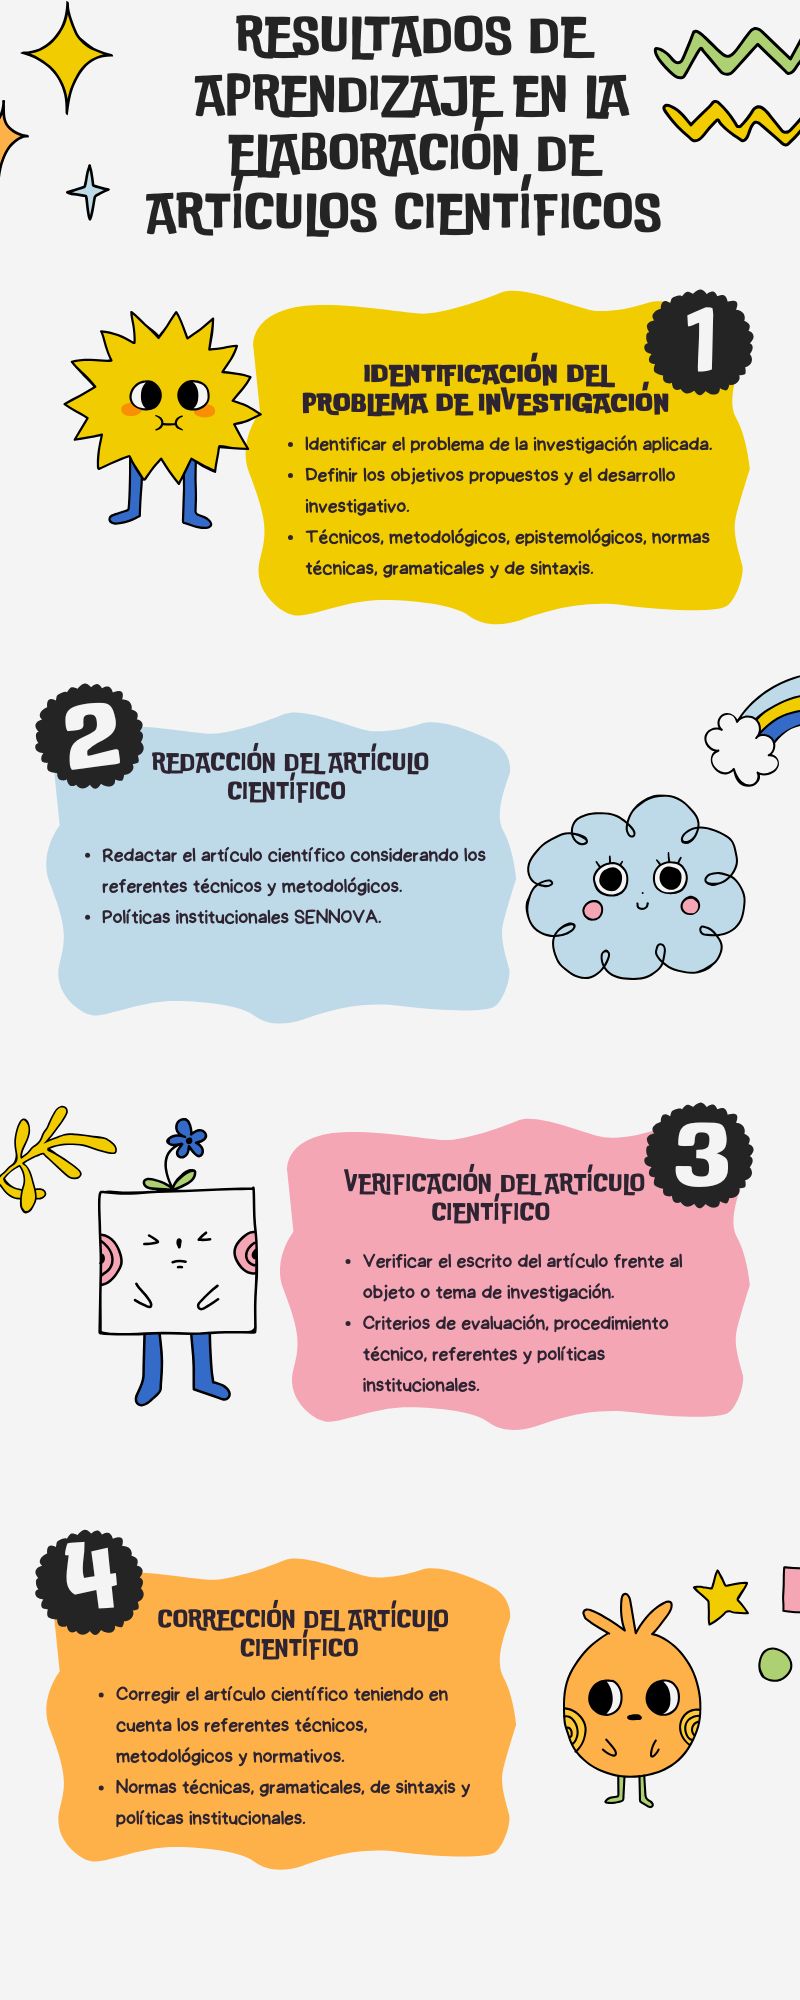 RESULTADOS DE
APRENDIZAJE EN LA
ELABORACIÓN DE
ARTÍCULOS CIENTÍFICOS
1
IDENTIFICACIÓN DEL
PROBLEMA DE INVESTIGACIÓN
• Identificar el problema de la investigación aplicada.
• Definir los objetivos propuestos y el desarrollo
investigativo.
• Técnicos, metodológicos, epistemológicos, normas
técnicas, gramaticales y de sintaxis.
2
REDACCIÓN DEL ARTÍCULO
CIENTÍFICO
• Redactar el artículo científico considerando los
referentes técnicos y metodológicos.
• Políticas institucionales SENNOVA.
3
VERIFICACIÓN DEL ARTÍCULO
CIENTÍFICO
• Verificar el escrito del artículo frente al
objeto o tema de investigación.
• Criterios de evaluación, procedimiento
técnico, referentes y políticas
institucionales.
4
CORRECCIÓN DEL ARTÍCULO
CIENTÍFICO
• Corregir el artículo científico teniendo en
cuenta los referentes técnicos,
metodológicos y normativos.
• Normas técnicas, gramaticales, de sintaxis y
políticas institucionales.